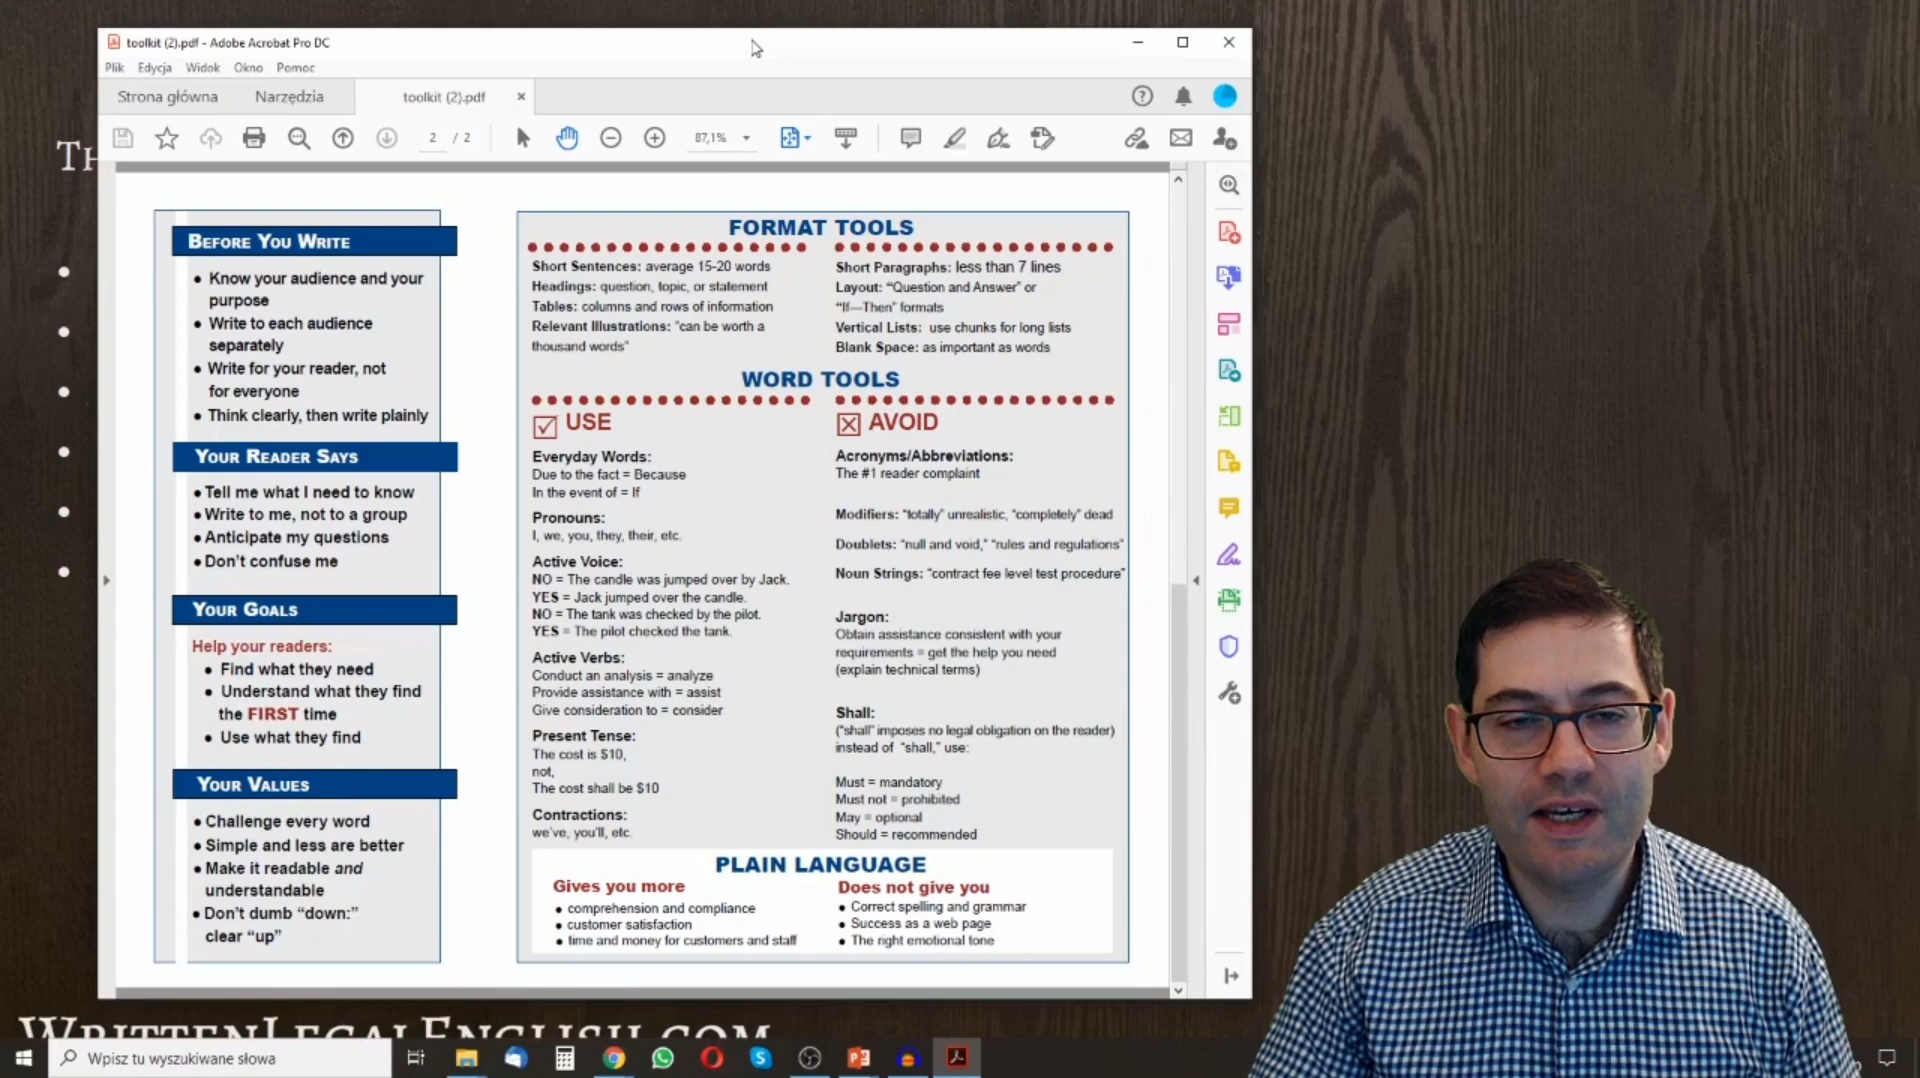 toolkit (2).pdf - Adobe Acrobat Pro DC
Plik Edycja Widok Okno Pomoc
Strona główna Narzędzia toolkit (2).pdf
2 / 2 87,1%
BEFORE YOU WRITE
• Know your audience and your
purpose
• Write to each audience
separately
• Write for your reader, not
for everyone
• Think clearly, then write plainly
YOUR READER SAYS
• Tell me what I need to know
• Write to me, not to a group
• Anticipate my questions
• Don't confuse me
YOUR GOALS
Help your readers:
• Find what they need
• Understand what they find
the FIRST time
• Use what they find
YOUR VALUES
• Challenge every word
• Simple and less are better
• Make it readable and
understandable
• Don't dumb "down:"
clear "up"
FORMAT TOOLS
Short Sentences: average 15-20 words
Headings: question, topic, or statement
Tables: columns and rows of information
Relevant Illustrations: "can be worth a
thousand words"
Short Paragraphs: less than 7 lines
Layout: "Question and Answer" or
"If—Then" formats
Vertical Lists: use chunks for long lists
Blank Space: as important as words
WORD TOOLS
USE
Everyday Words:
Due to the fact = Because
In the event of = If
Pronouns:
I, we, you, they, their, etc.
Active Voice:
NO = The candle was jumped over by Jack.
YES = Jack jumped over the candle.
NO = The tank was checked by the pilot.
YES = The pilot checked the tank.
Active Verbs:
Conduct an analysis = analyze
Provide assistance with = assist
Give consideration to = consider
Present Tense:
The cost is $10,
not,
The cost shall be $10
Contractions:
we've, you'll, etc.
AVOID
Acronyms/Abbreviations:
The #1 reader complaint
Modifiers: "totally" unrealistic, "completely" dead
Doublets: "null and void," "rules and regulations"
Noun Strings: "contract fee level test procedure"
Jargon:
Obtain assistance consistent with your
requirements = get the help you need
(explain technical terms)
Shall:
("shall" imposes no legal obligation on the reader)
instead of "shall," use:
Must = mandatory
Must not = prohibited
May = optional
Should = recommended
PLAIN LANGUAGE
Gives you more
• comprehension and compliance
• customer satisfaction
• time and money for customers and staff
Does not give you
• Correct spelling and grammar
• Success as a web page
• The right emotional tone
WRITTENLEGALENGLISH.COM
Wpisz tu wyszukiwane słowa